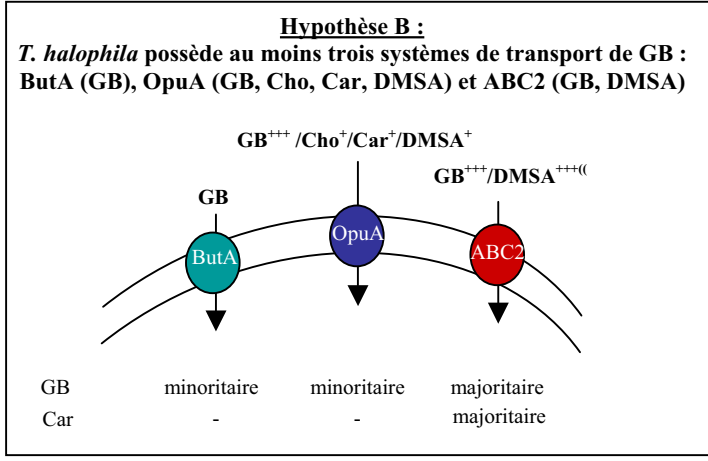 Hypothèse B :
T. halophila possède au moins trois systèmes de transport de GB :
ButA (GB), OpuA (GB, Cho, Car, DMSA) et ABC2 (GB, DMSA)
GB+++ /Cho+/Car+/DMSA+
GB+++/DMSA+++((
GB
ButA
OpuA
ABC2
GB minoritaire minoritaire majoritaire
Car - - majoritaire